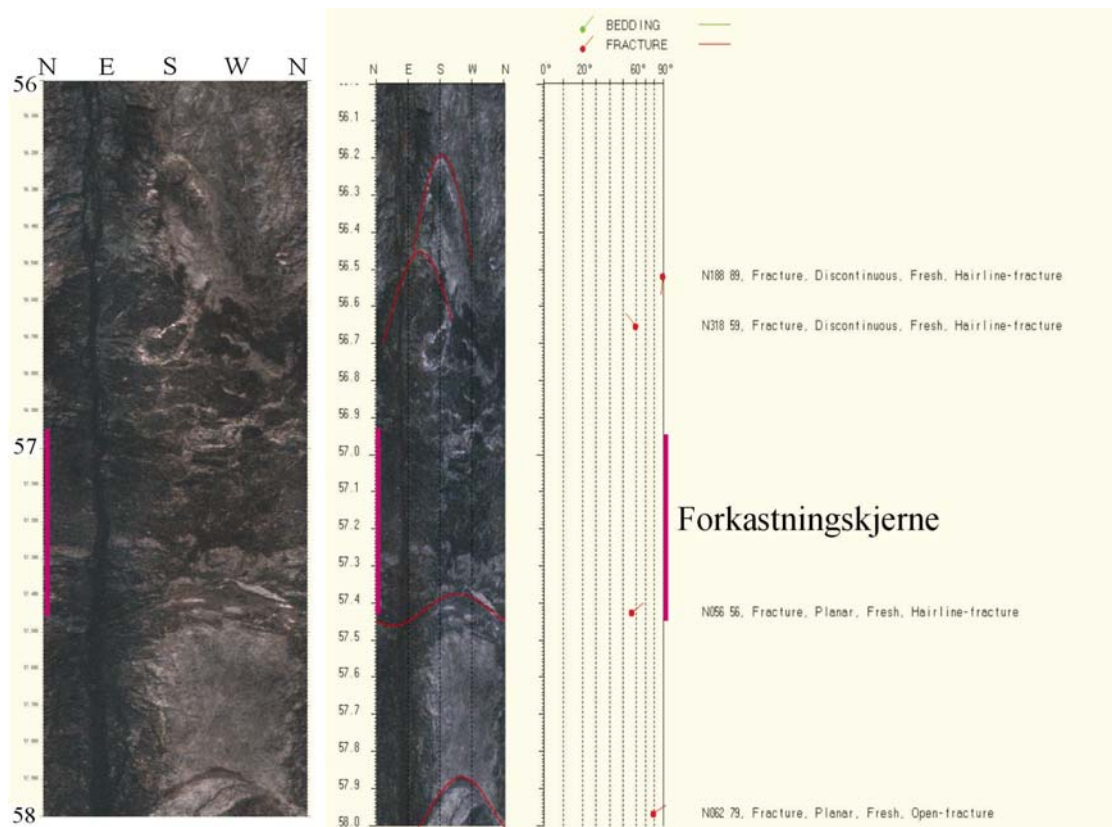 BEDDING
FRACTURE
N E S W N
56
57
58
N E S W N
0° 20° 60° 90°
56.1
56.2
56.3
56.4
56.5
56.6
56.7
56.8
56.9
57.0
57.1
57.2
57.3
57.4
57.5
57.6
57.7
57.8
57.9
58.0
N188 89, Fracture, Discontinuous, Fresh, Hairline-fracture
N318 59, Fracture, Discontinuous, Fresh, Hairline-fracture
Forkastningskjerne
N056 56, Fracture, Planar, Fresh, Hairline-fracture
N062 79, Fracture, Planar, Fresh, Open-fracture